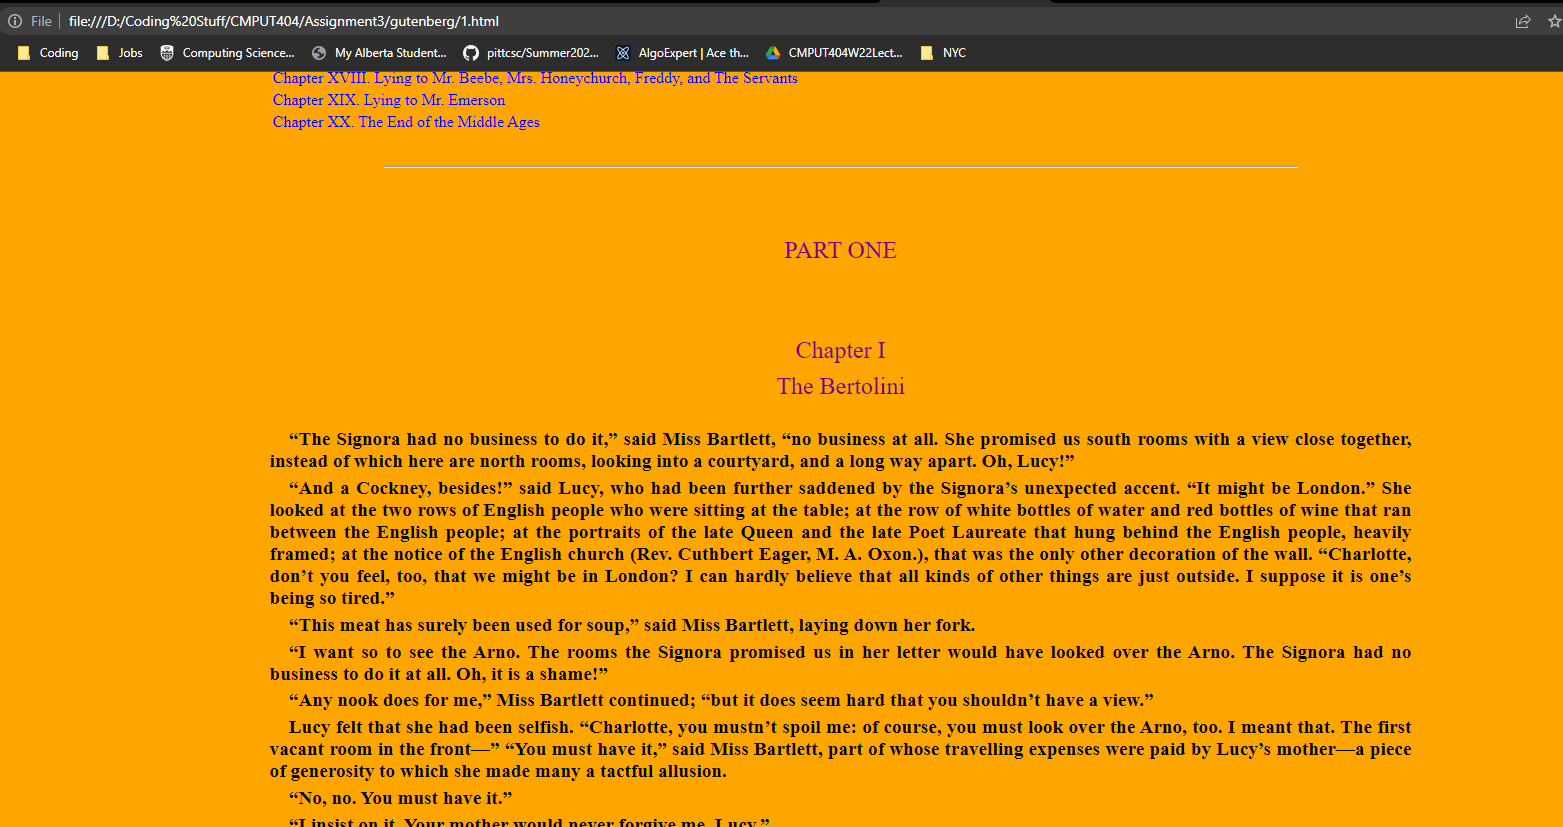 File file:///D:/Coding%20Stuff/CMPUT404/Assignment3/gutenberg/1.html
Coding Jobs Computing Science... My Alberta Student... pittcsc/Summer202... AlgoExpert | Ace th... CMPUT404W22Lect... NYC
Chapter XVIII. Lying to Mr. Beebe, Mrs. Honeychurch, Freddy, and The Servants
Chapter XIX. Lying to Mr. Emerson
Chapter XX. The End of the Middle Ages
PART ONE
Chapter I
The Bertolini
“The Signora had no business to do it,” said Miss Bartlett, “no business at all. She promised us south rooms with a view close together,
instead of which here are north rooms, looking into a courtyard, and a long way apart. Oh, Lucy!”
“And a Cockney, besides!” said Lucy, who had been further saddened by the Signora’s unexpected accent. “It might be London.” She
looked at the two rows of English people who were sitting at the table; at the row of white bottles of water and red bottles of wine that ran
between the English people; at the portraits of the late Queen and the late Poet Laureate that hung behind the English people, heavily
framed; at the notice of the English church (Rev. Cuthbert Eager, M. A. Oxon.), that was the only other decoration of the wall. “Charlotte,
don’t you feel, too, that we might be in London? I can hardly believe that all kinds of other things are just outside. I suppose it is one’s
being so tired.”
“This meat has surely been used for soup,” said Miss Bartlett, laying down her fork.
“I want so to see the Arno. The rooms the Signora promised us in her letter would have looked over the Arno. The Signora had no
business to do it at all. Oh, it is a shame!”
“Any nook does for me,” Miss Bartlett continued; “but it does seem hard that you shouldn’t have a view.”
Lucy felt that she had been selfish. “Charlotte, you mustn’t spoil me: of course, you must look over the Arno, too. I meant that. The first
vacant room in the front—” “You must have it,” said Miss Bartlett, part of whose travelling expenses were paid by Lucy’s mother—a piece
of generosity to which she made many a tactful allusion.
“No, no. You must have it.”
“I insist on it. Your mother would never forgive me, Lucy.”